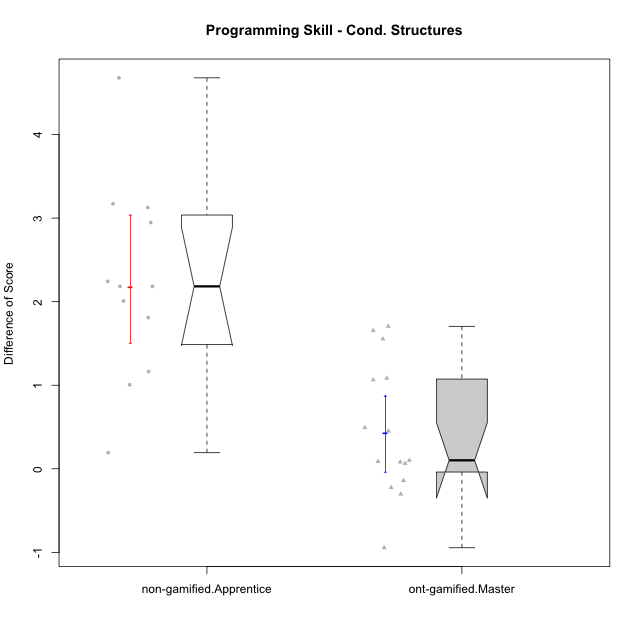 Programming Skill - Cond. Structures
Difference of Score
4
3
2
1
0
-1
non-gamified.Apprentice
ont-gamified.Master